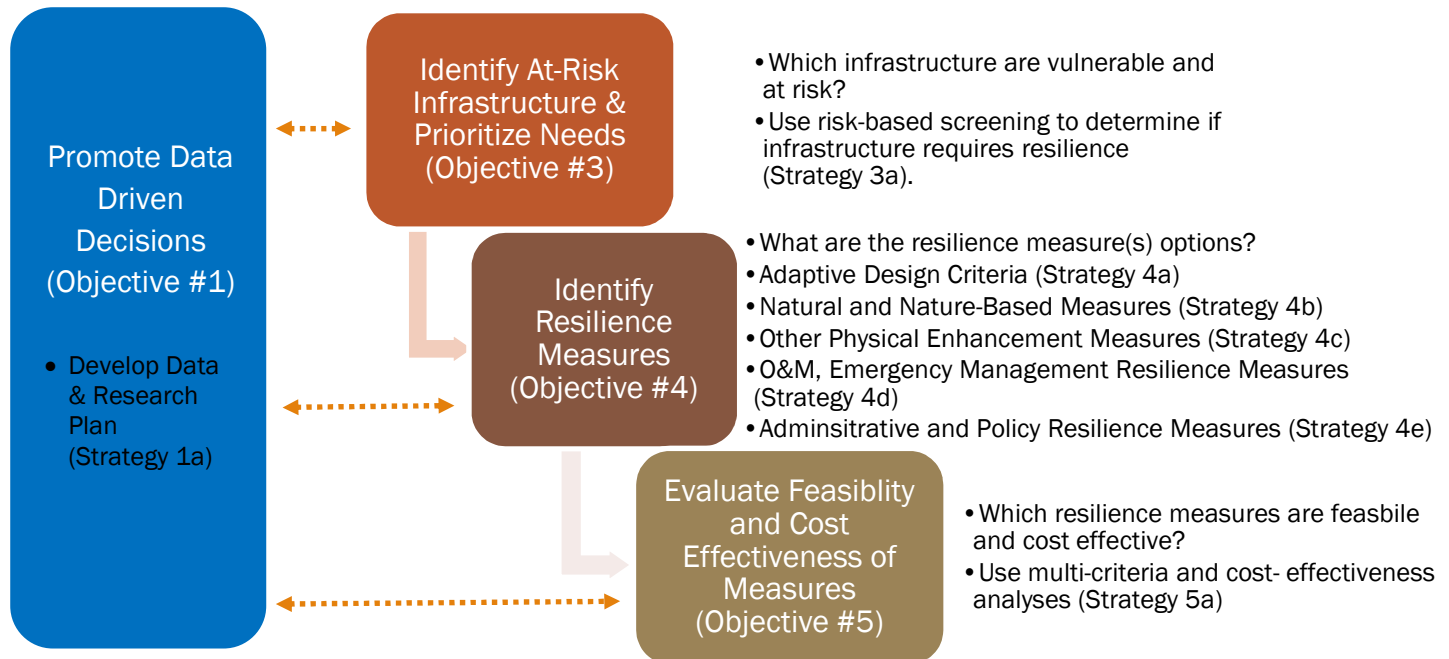 Promote Data
Driven
Decisions
(Objective #1)
• Develop Data
& Research
Plan
(Strategy 1a)
Identify At-Risk
Infrastructure &
Prioritize Needs
(Objective #3)
• Which infrastructure are vulnerable and
at risk?
• Use risk-based screening to determine if
infrastructure requires resilience
(Strategy 3a).
Identify
Resilience
Measures
(Objective #4)
• What are the resilience measure(s) options?
• Adaptive Design Criteria (Strategy 4a)
• Natural and Nature-Based Measures (Strategy 4b)
• Other Physical Enhancement Measures (Strategy 4c)
• O&M, Emergency Management Resilience Measures
(Strategy 4d)
• Adminsitrative and Policy Resilience Measures (Strategy 4e)
Evaluate Feasiblity
and Cost
Effectiveness of
Measures
(Objective #5)
• Which resilience measures are feasbile
and cost effective?
• Use multi-criteria and cost- effectiveness
analyses (Strategy 5a)